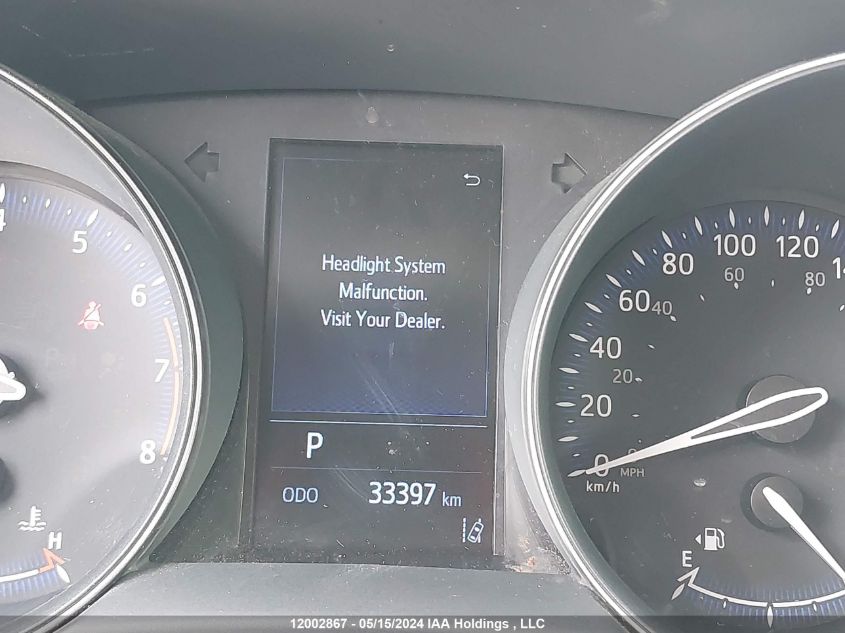 4
5
6
7
8
H
Headlight System
Malfunction.
Visit Your Dealer.
P
ODO 33397 km
0
20
40
60
80
100
120
20
40
60
80
MPH
km/h
E
12002867 - 05/15/2024 IAA Holdings , LLC